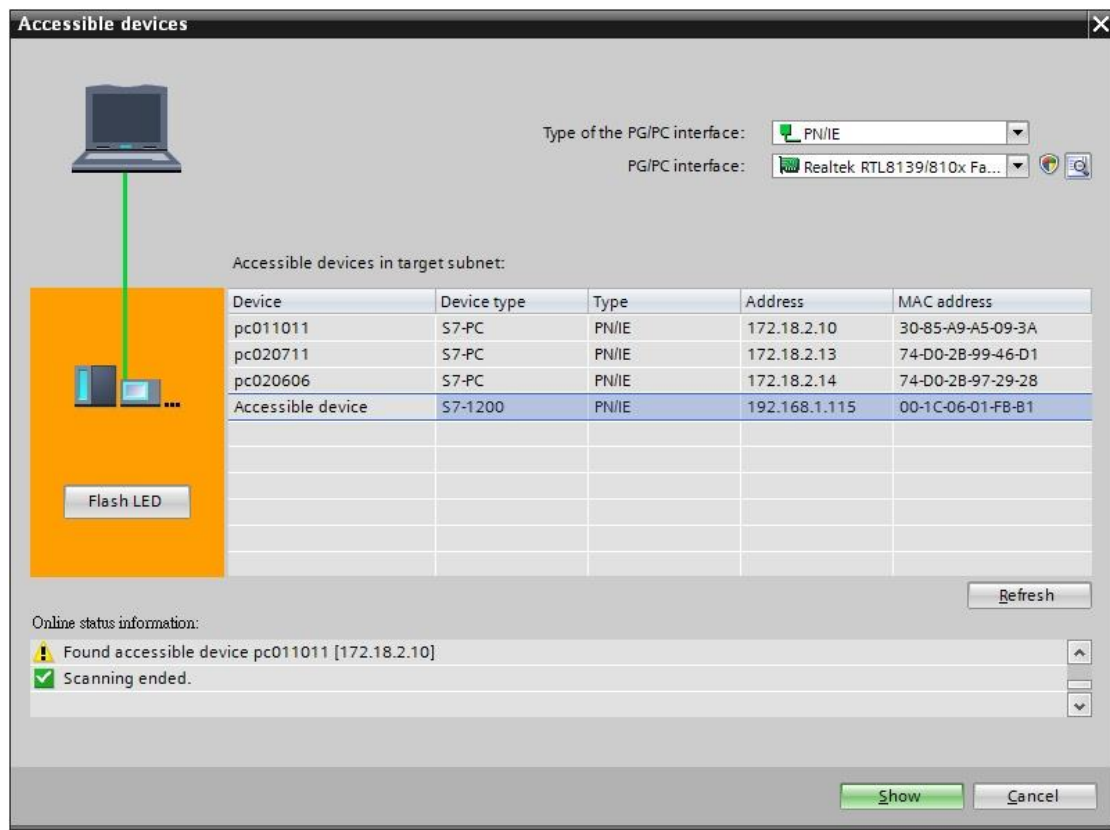 Accessible devices
Type of the PG/PC interface: PN/IE
PG/PC interface: Realtek RTL8139/810x Fa...
Accessible devices in target subnet:
Device Device type Type Address MAC address
pc011011 S7-PC PN/IE 172.18.2.10 30-85-A9-A5-09-3A
pc020711 S7-PC PN/IE 172.18.2.13 74-D0-2B-99-46-D1
pc020606 S7-PC PN/IE 172.18.2.14 74-D0-2B-97-29-28
Accessible device S7-1200 PN/IE 192.168.1.115 00-1C-06-01-FB-B1
Flash LED
Refresh
Online status information:
Found accessible device pc011011 [172.18.2.10]
Scanning ended.
Show Cancel